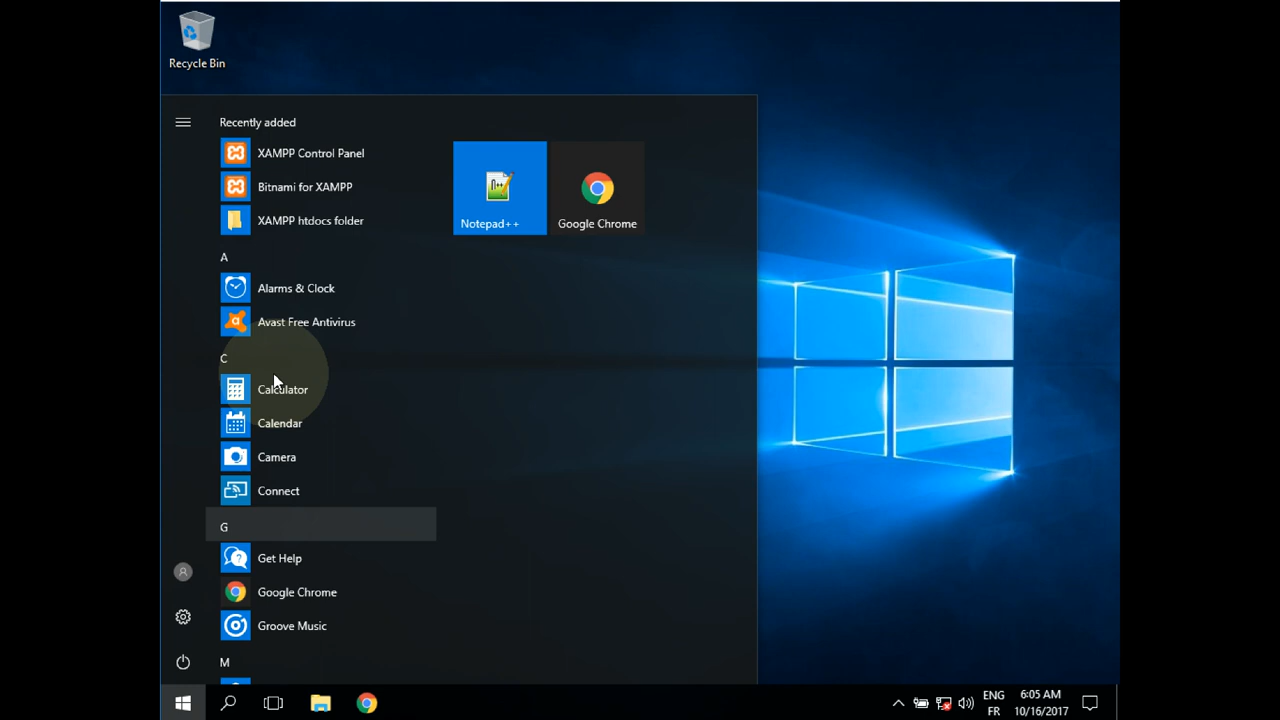 Recycle Bin
Recently added
XAMPP Control Panel
Bitnami for XAMPP
XAMPP htdocs folder
A
Alarms & Clock
Avast Free Antivirus
C
Calculator
Calendar
Camera
Connect
G
Get Help
Google Chrome
Groove Music
M
Notepad++
Google Chrome
ENG
FR
6:05 AM
10/16/2017